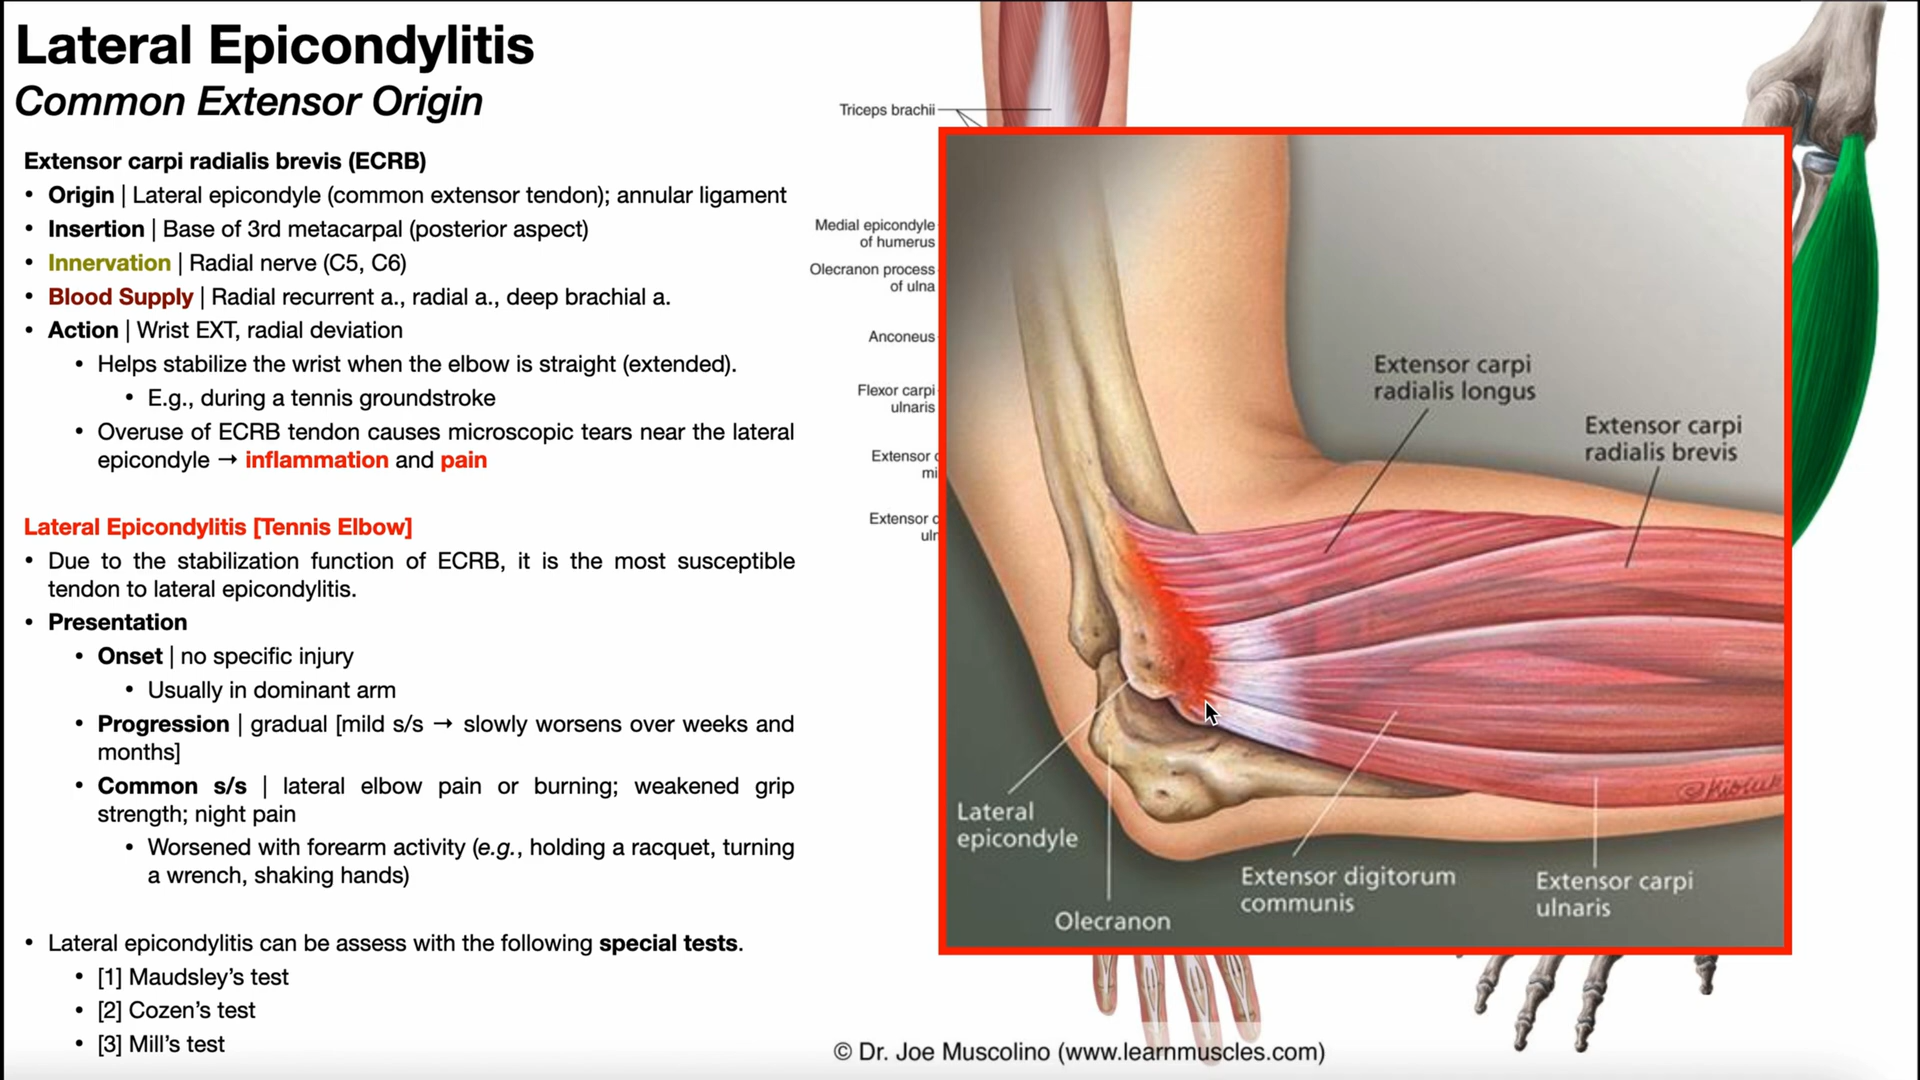 Lateral Epicondylitis
Common Extensor Origin
Extensor carpi radialis brevis (ECRB)
• Origin | Lateral epicondyle (common extensor tendon); annular ligament
• Insertion | Base of 3rd metacarpal (posterior aspect)
• Innervation | Radial nerve (C5, C6)
• Blood Supply | Radial recurrent a., radial a., deep brachial a.
• Action | Wrist EXT, radial deviation
• Helps stabilize the wrist when the elbow is straight (extended).
• E.g., during a tennis groundstroke
• Overuse of ECRB tendon causes microscopic tears near the lateral
epicondyle → inflammation and pain
Lateral Epicondylitis [Tennis Elbow]
• Due to the stabilization function of ECRB, it is the most susceptible
tendon to lateral epicondylitis.
• Presentation
• Onset | no specific injury
• Usually in dominant arm
• Progression | gradual [mild s/s → slowly worsens over weeks and
months]
• Common s/s | lateral elbow pain or burning; weakened grip
strength; night pain
• Worsened with forearm activity (e.g., holding a racquet, turning
a wrench, shaking hands)
• Lateral epicondylitis can be assess with the following special tests.
• [1] Maudsley's test
• [2] Cozen's test
• [3] Mill's test
Triceps brachii
Medial epicondyle
of humerus
Olecranon process
of ulna
Anconeus
Flexor carpi
ulnaris
Extensor
Extensor
Extensor carpi
radialis longus
Extensor carpi
radialis brevis
Lateral
epicondyle
Olecranon
Extensor digitorum
communis
Extensor carpi
ulnaris
© Dr. Joe Muscolino (www.learnmuscles.com)